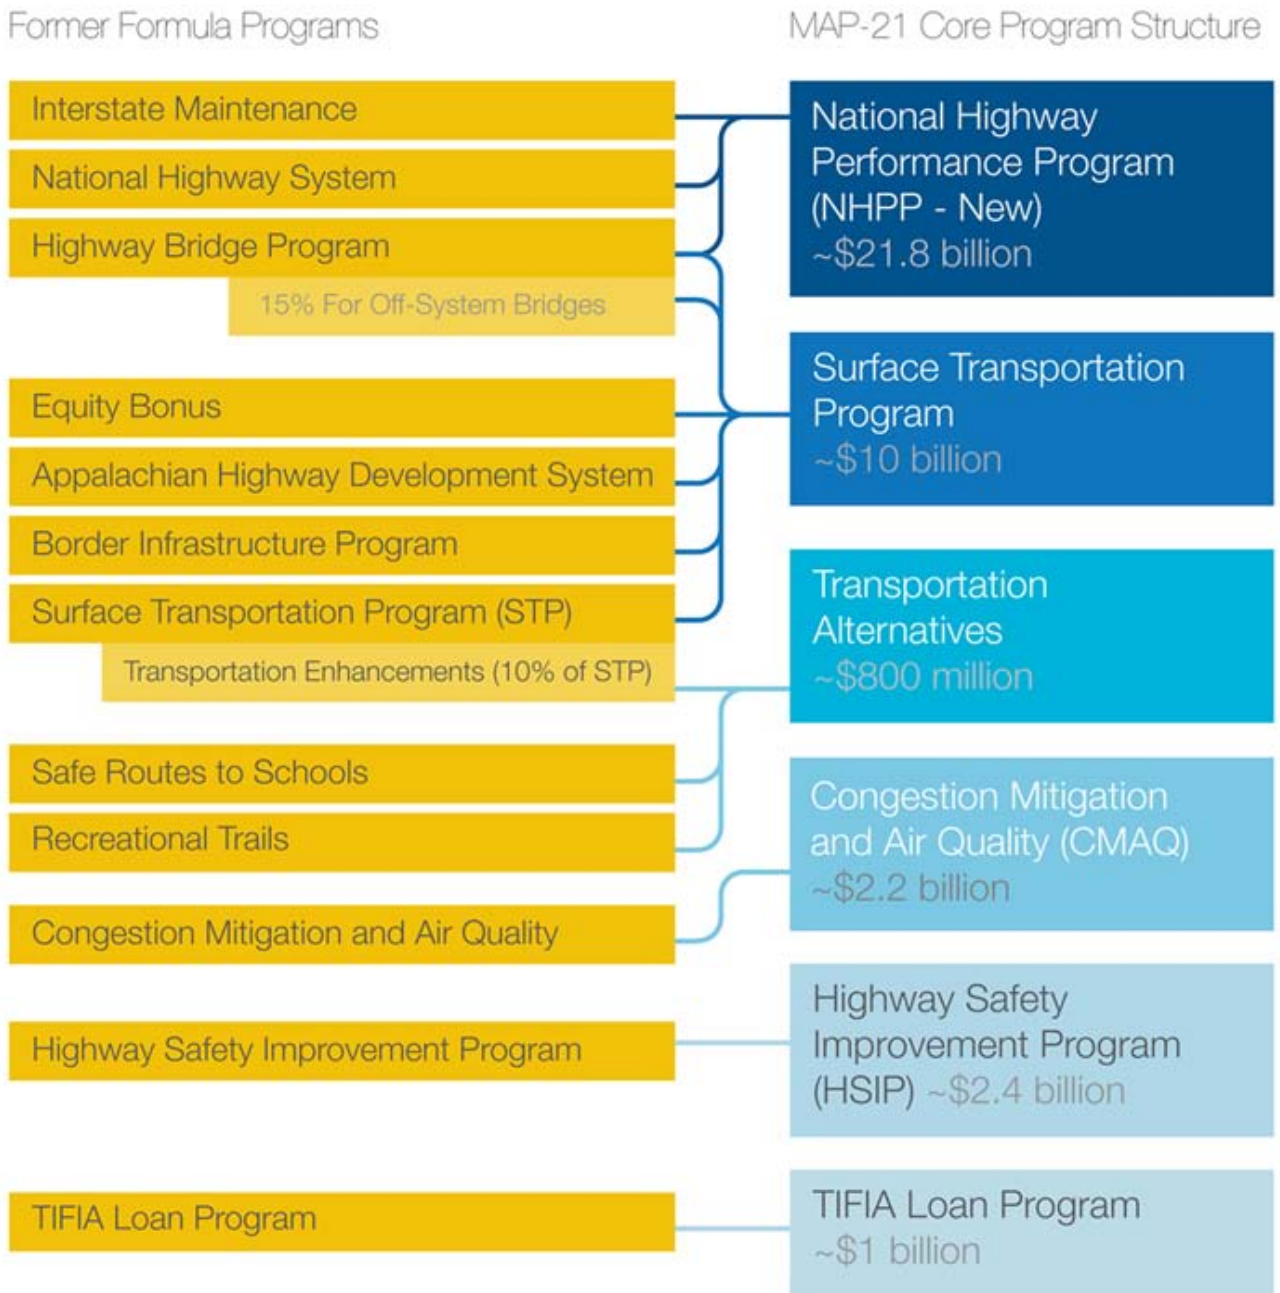 Former Formula Programs
Interstate Maintenance
National Highway System
Highway Bridge Program
15% For Off-System Bridges
Equity Bonus
Appalachian Highway Development System
Border Infrastructure Program
Surface Transportation Program (STP)
Transportation Enhancements (10% of STP)
Safe Routes to Schools
Recreational Trails
Congestion Mitigation and Air Quality
Highway Safety Improvement Program
TIFIA Loan Program
MAP-21 Core Program Structure
National Highway
Performance Program
(NHPP - New)
~$21.8 billion
Surface Transportation
Program
~$10 billion
Transportation
Alternatives
~$800 million
Congestion Mitigation
and Air Quality (CMAQ)
~$2.2 billion
Highway Safety
Improvement Program
(HSIP) ~$2.4 billion
TIFIA Loan Program
~$1 billion